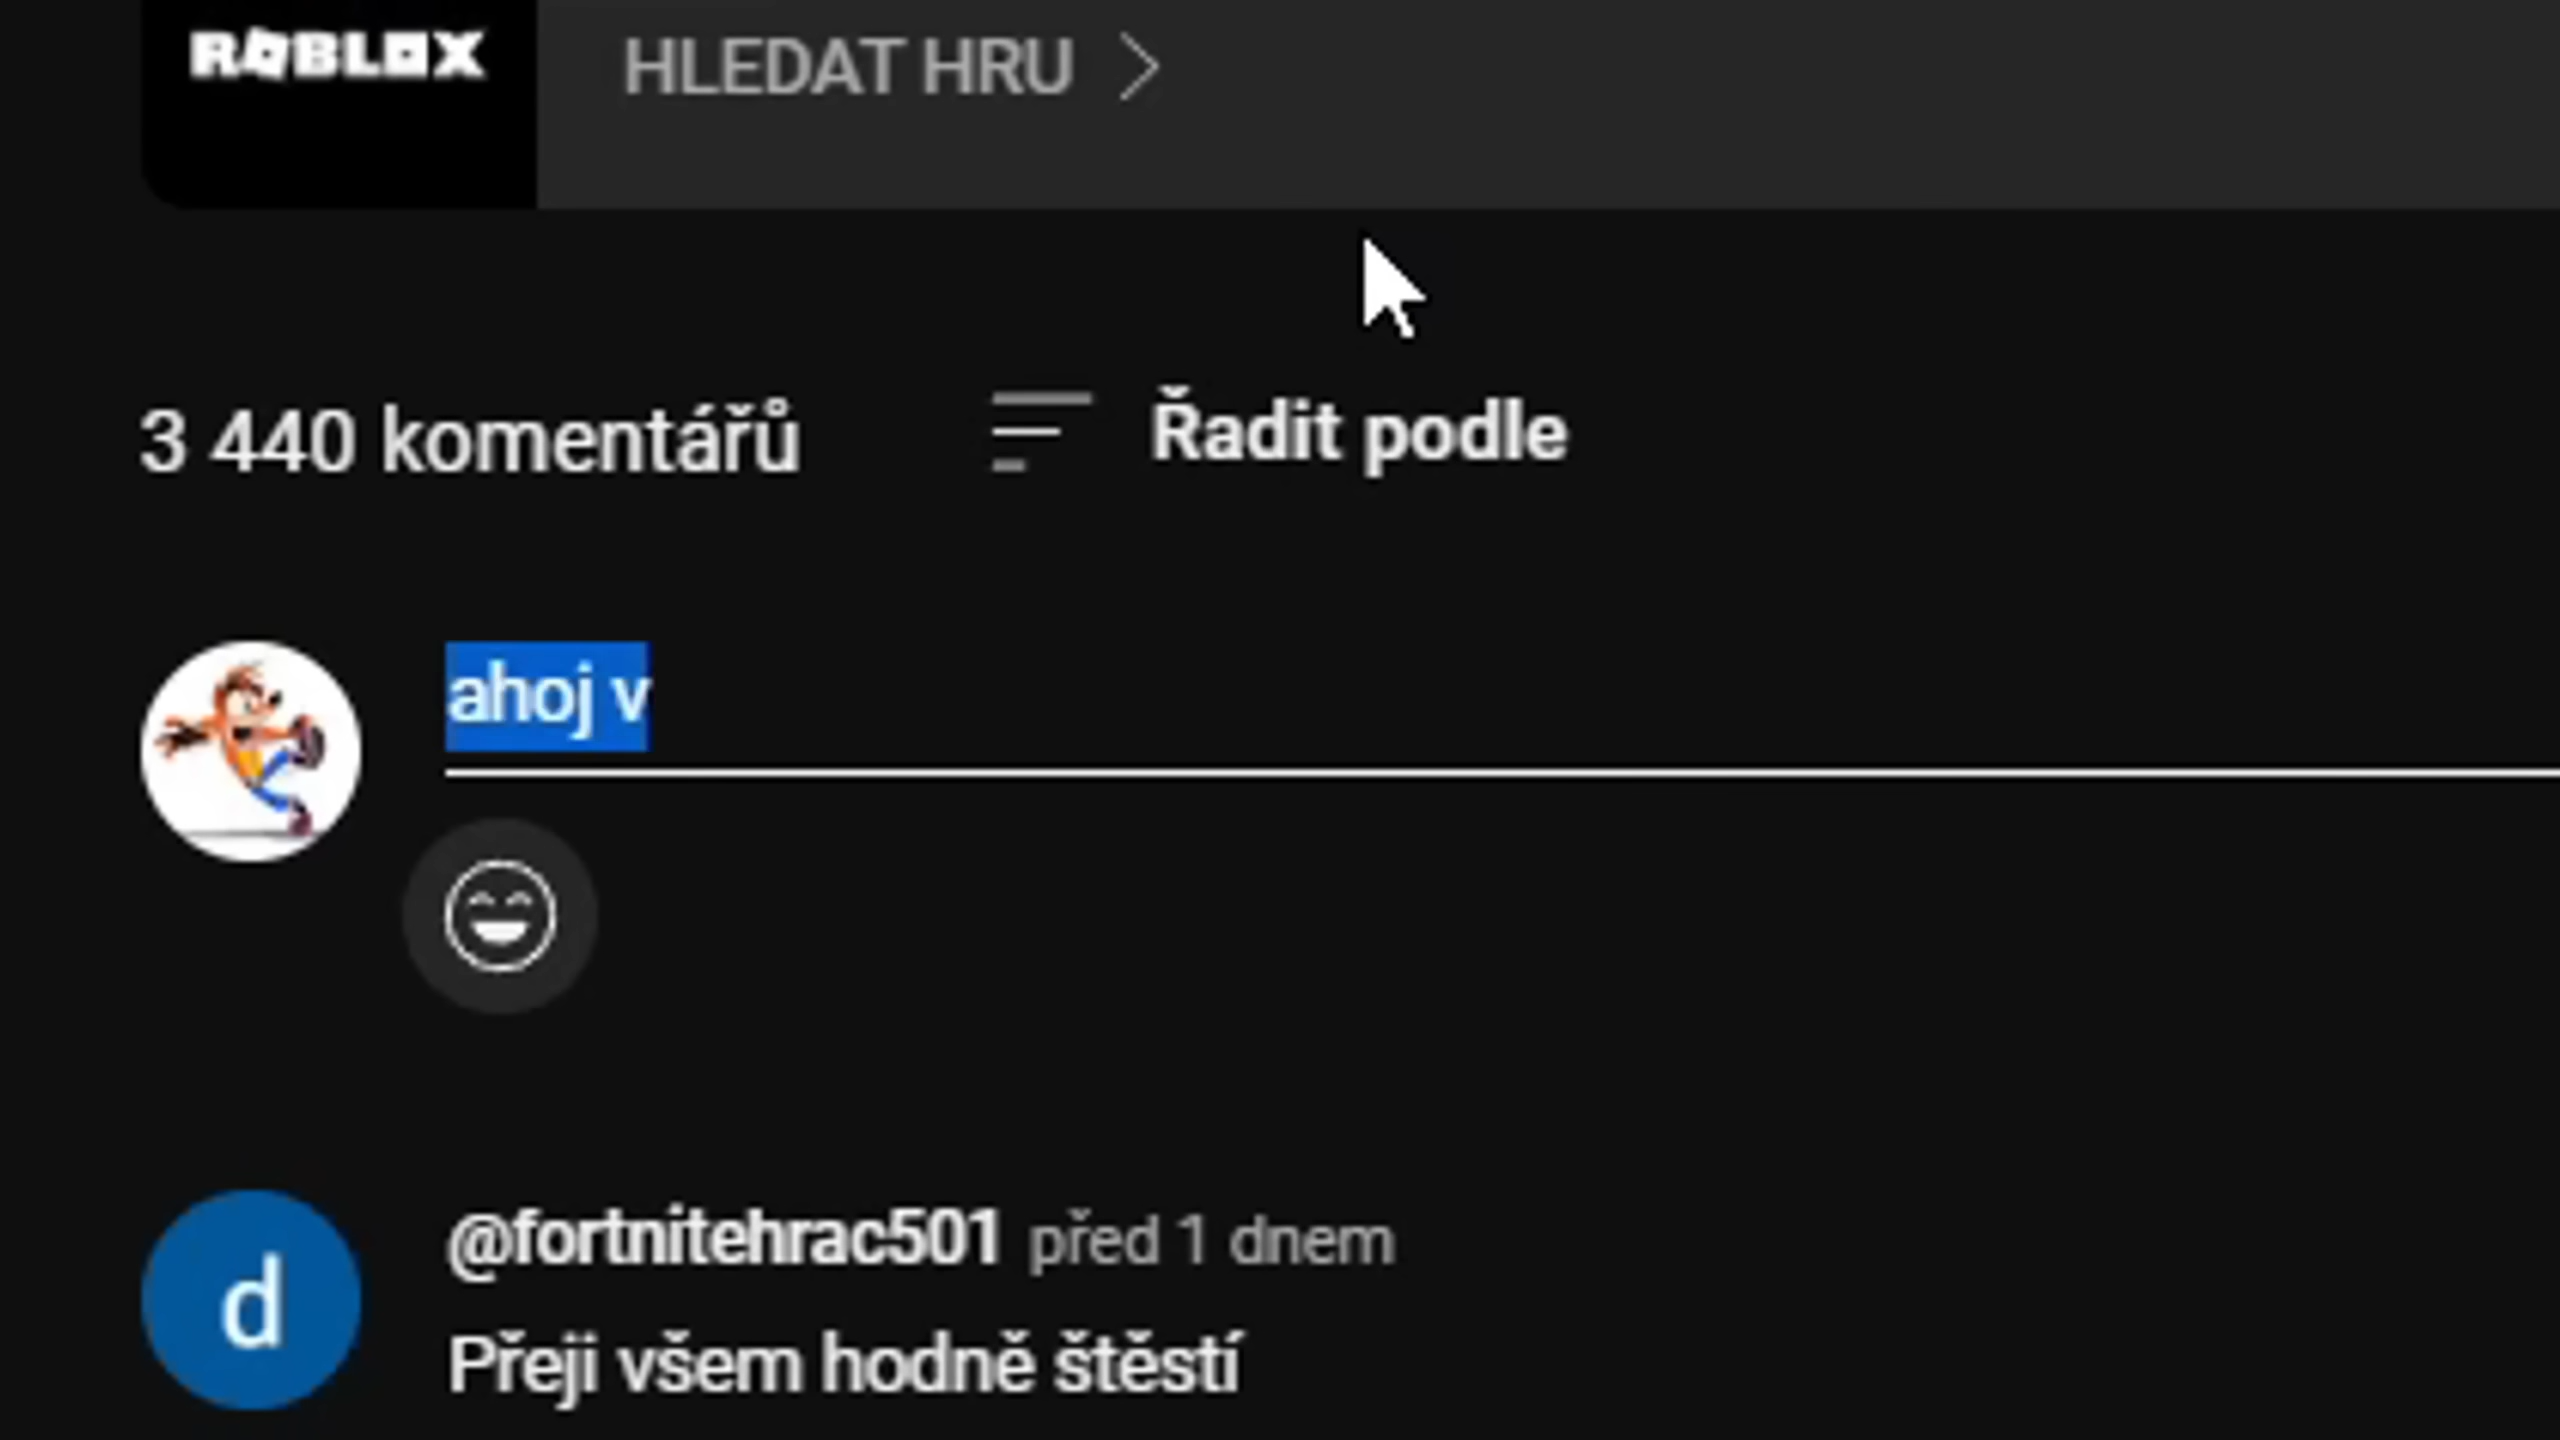 ROBLOX
HLEDAT HRU
3 440 komentářů
Řadit podle
ahoj v
d
@fortnitehrac501 před 1 dnem
Přeji všem hodně štěstí